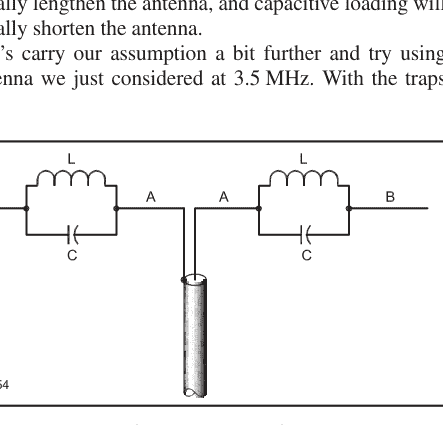 ally lengthen the antenna, and capacitive loading will
ally shorten the antenna.
's carry our assumption a bit further and try using
enna we just considered at 3.5 MHz. With the traps
L L
A A B
C C
54